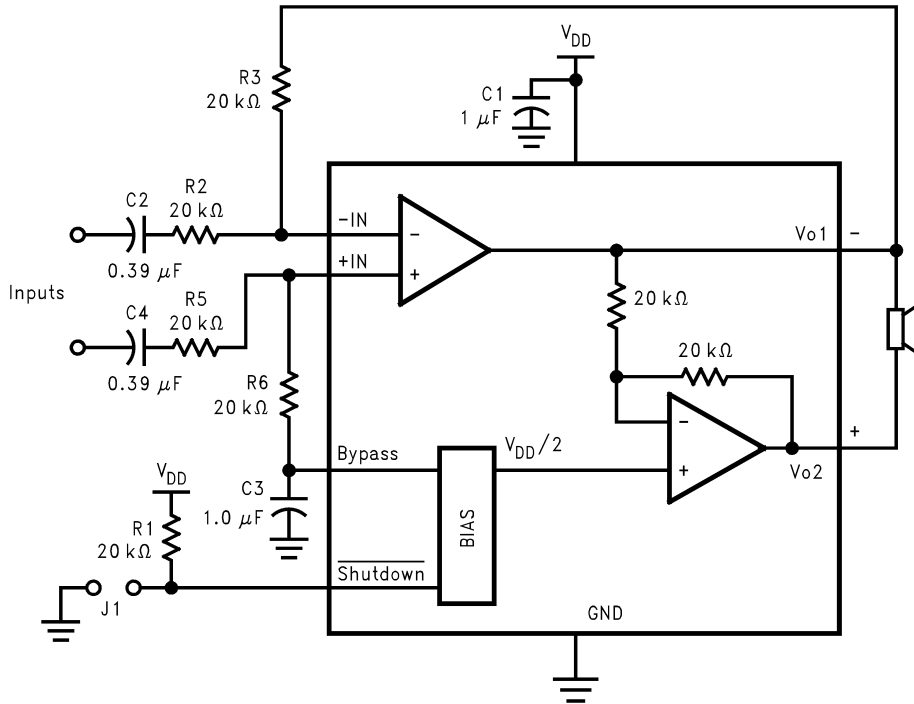 V_DD
R3
20 kΩ
C1
1 μF
C2
R2
20 kΩ
0.39 μF
-IN
+IN
-
+
Vo1
-
Inputs
C4
R5
20 kΩ
0.39 μF
20 kΩ
20 kΩ
R6
20 kΩ
-
+
+
Vo2
Bypass
V_DD/2
C3
1.0 μF
BIAS
V_DD
R1
20 kΩ
Shutdown
J1
GND